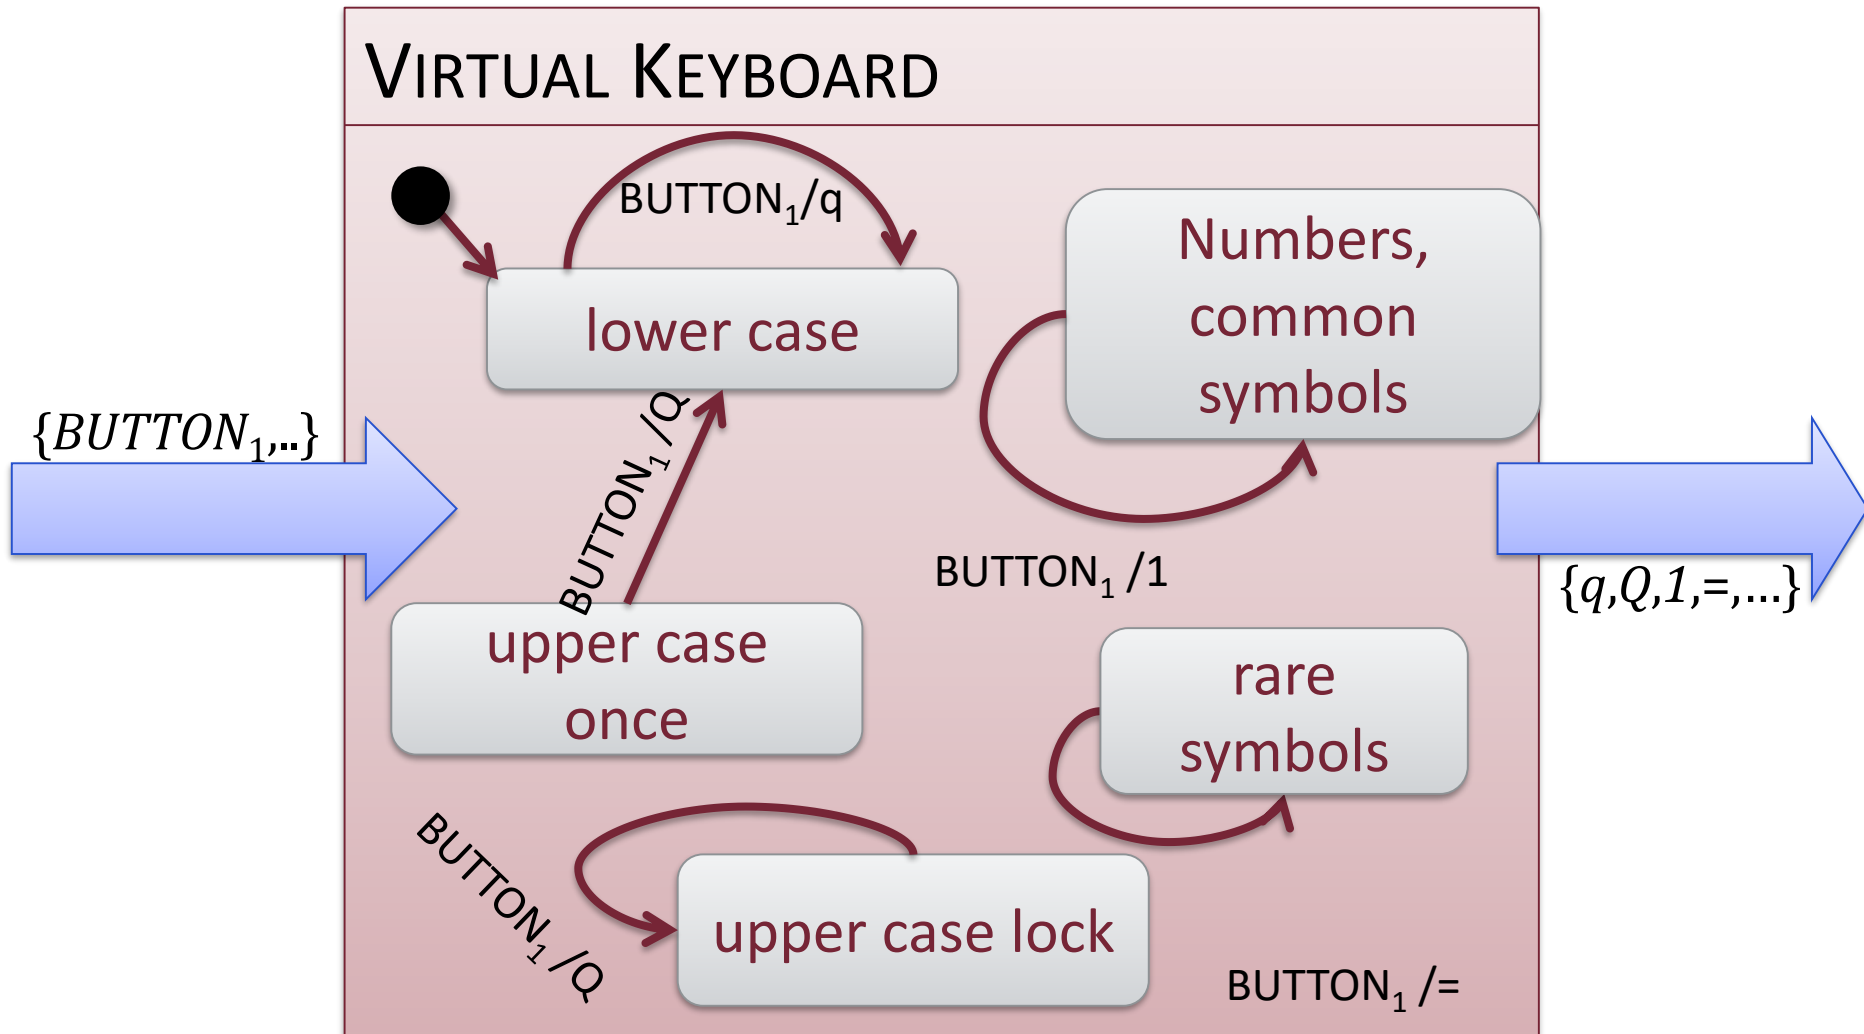 VIRTUAL KEYBOARD
BUTTON₁/q
lower case
Numbers,
common
symbols
{BUTTON₁,..}
BUTTON₁ /Q
BUTTON₁ /1
{q,Q,1,=,...}
upper case
once
rare
symbols
BUTTON₁ /Q
upper case lock
BUTTON₁ /=